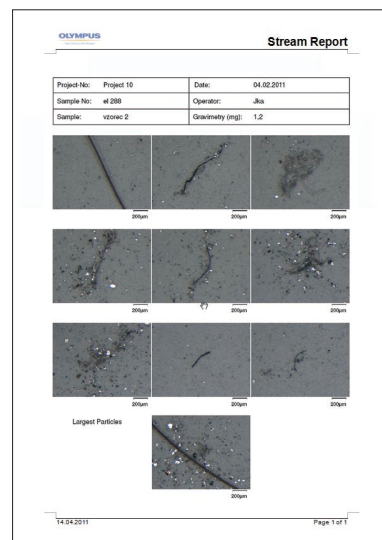 OLYMPUS
Stream Report
Project-No: Project 10 Date: 04.02.2011
Sample-No: el 288 Operator: Jka
Sample: vzorec 2 Gravimetry (mg): 1.2
200µm 200µm 200µm
200µm 200µm 200µm
200µm 200µm 200µm
Largest Particles
200µm
14.04.2011 Page 1 of 1